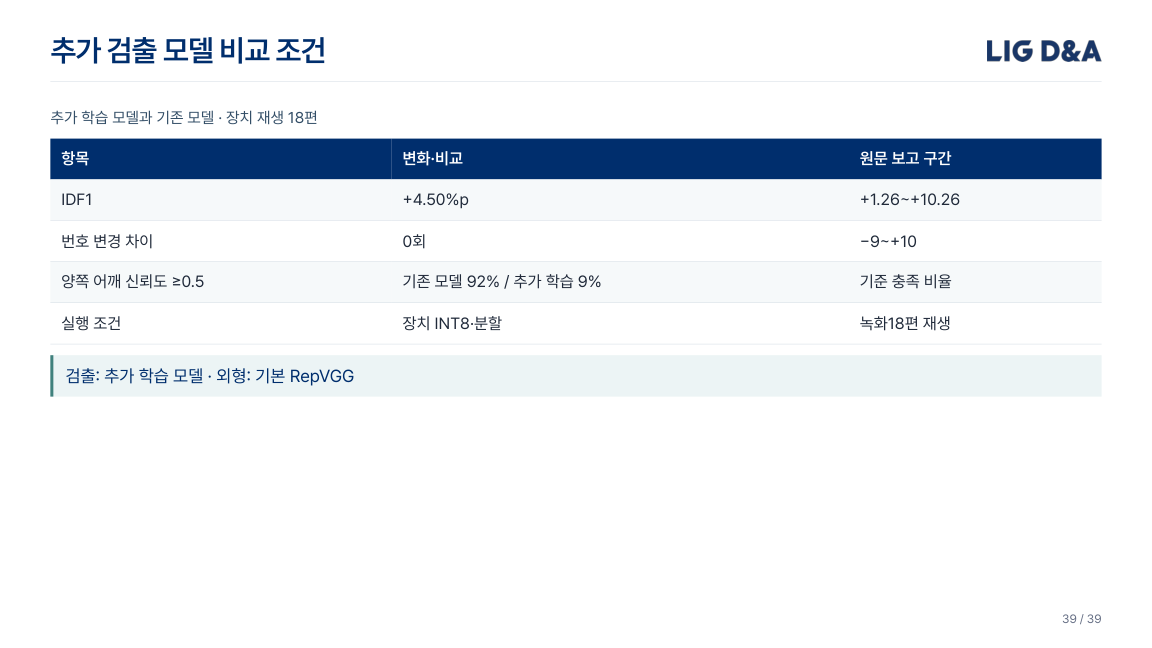 추가 검출 모델 비교 조건
LIG D&A
추가 학습 모델과 기존 모델 · 장치 재생 18편
항목 변화·비교 원문 보고 구간
IDF1 +4.50%p +1.26~+10.26
번호 변경 차이 0회 −9~+10
양쪽 어깨 신뢰도 ≥0.5 기존 모델 92% / 추가 학습 9% 기준 충족 비율
실행 조건 장치 INT8·분할 녹화18편 재생
검출: 추가 학습 모델 · 외형: 기본 RepVGG
39 / 39